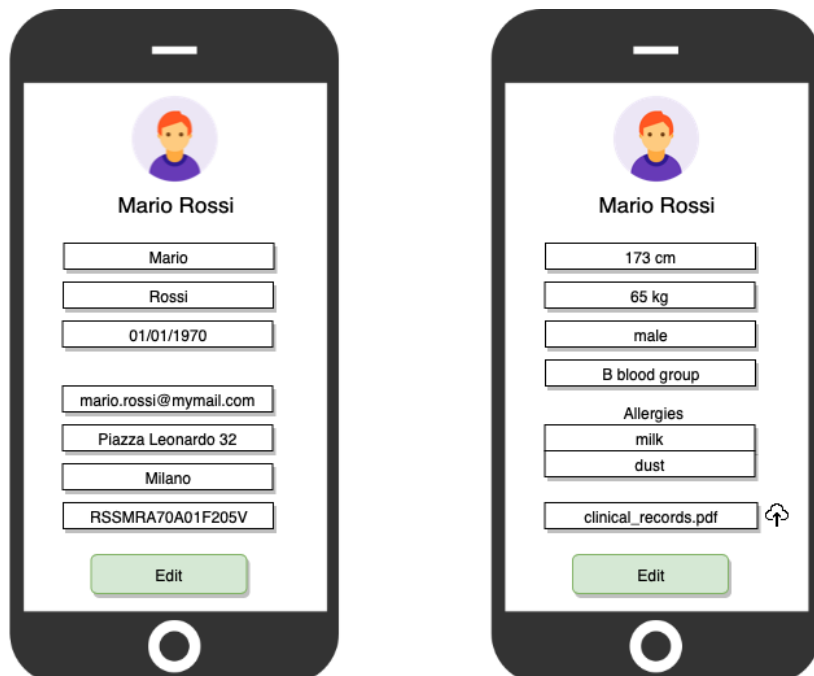 Mario Rossi
Mario
Rossi
01/01/1970
mario.rossi@mymail.com
Piazza Leonardo 32
Milano
RSSMRA70A01F205V
Edit
Mario Rossi
173 cm
65 kg
male
B blood group
Allergies
milk
dust
clinical_records.pdf
Edit